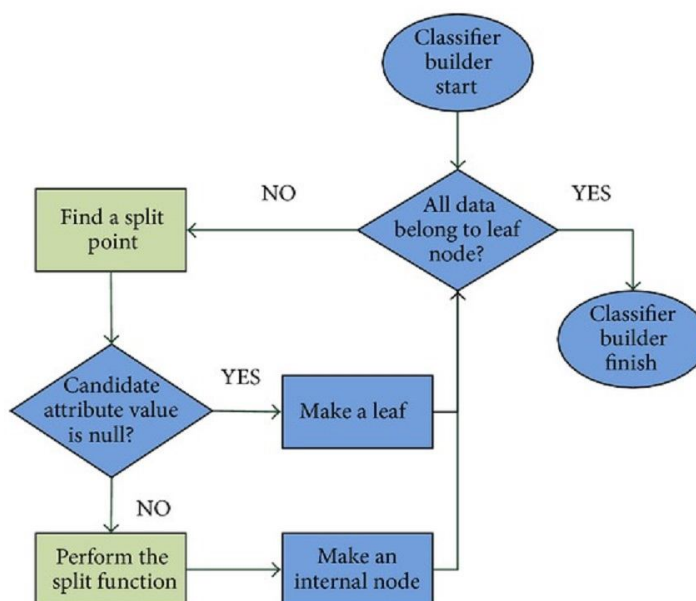 Classifier
builder
start
NO
YES
Find a split
point
All data
belong to leaf
node?
Classifier
builder
finish
Candidate
attribute value
is null?
YES
Make a leaf
NO
Perform the
split function
Make an
internal node